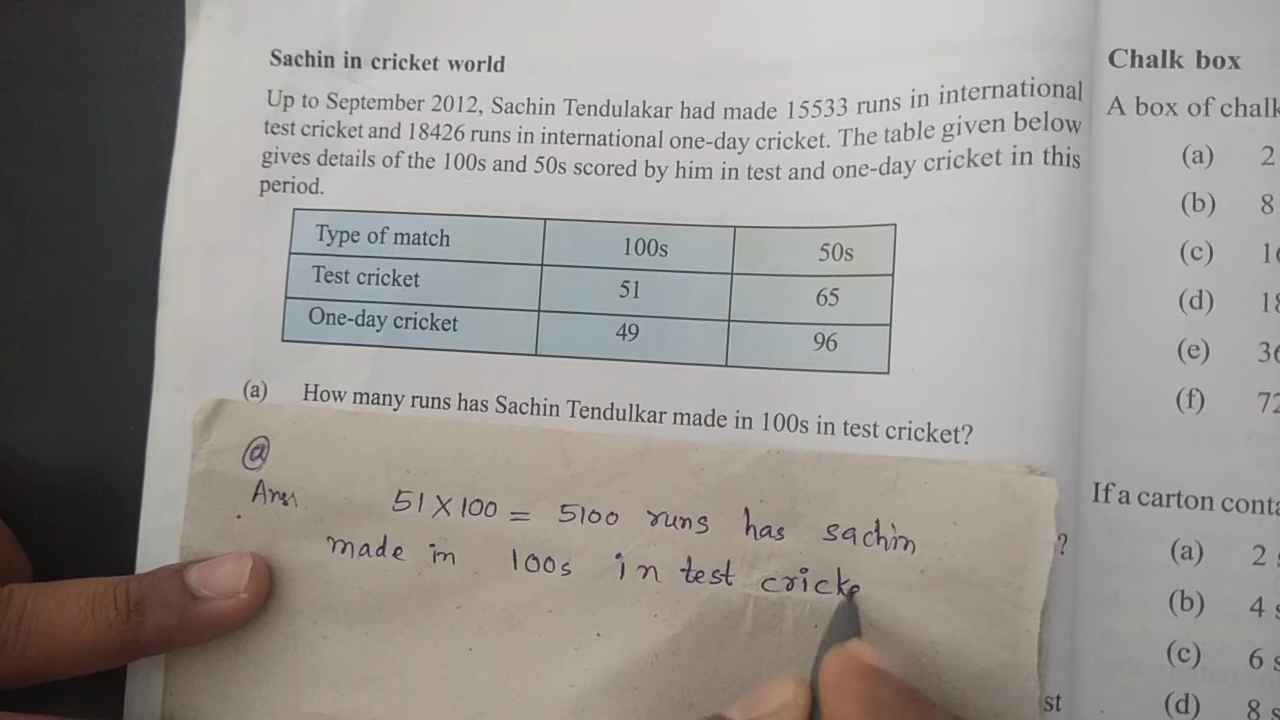 Sachin in cricket world
Up to September 2012, Sachin Tendulakar had made 15533 runs in international
test cricket and 18426 runs in international one-day cricket. The table given below
gives details of the 100s and 50s scored by him in test and one-day cricket in this
period.
Type of match 100s 50s
Test cricket 51 65
One-day cricket 49 96
(a) How many runs has Sachin Tendulkar made in 100s in test cricket?
(a)
Ans. 51 X 100 = 5100 runs has sachin
made in 100s in test cricke
?
st
Chalk box
A box of chalk
(a) 2
(b) 8
(c)
(d)
(e)
(f)
If a carton
(a) 2
(b) 4
(c) 6
(d) 8